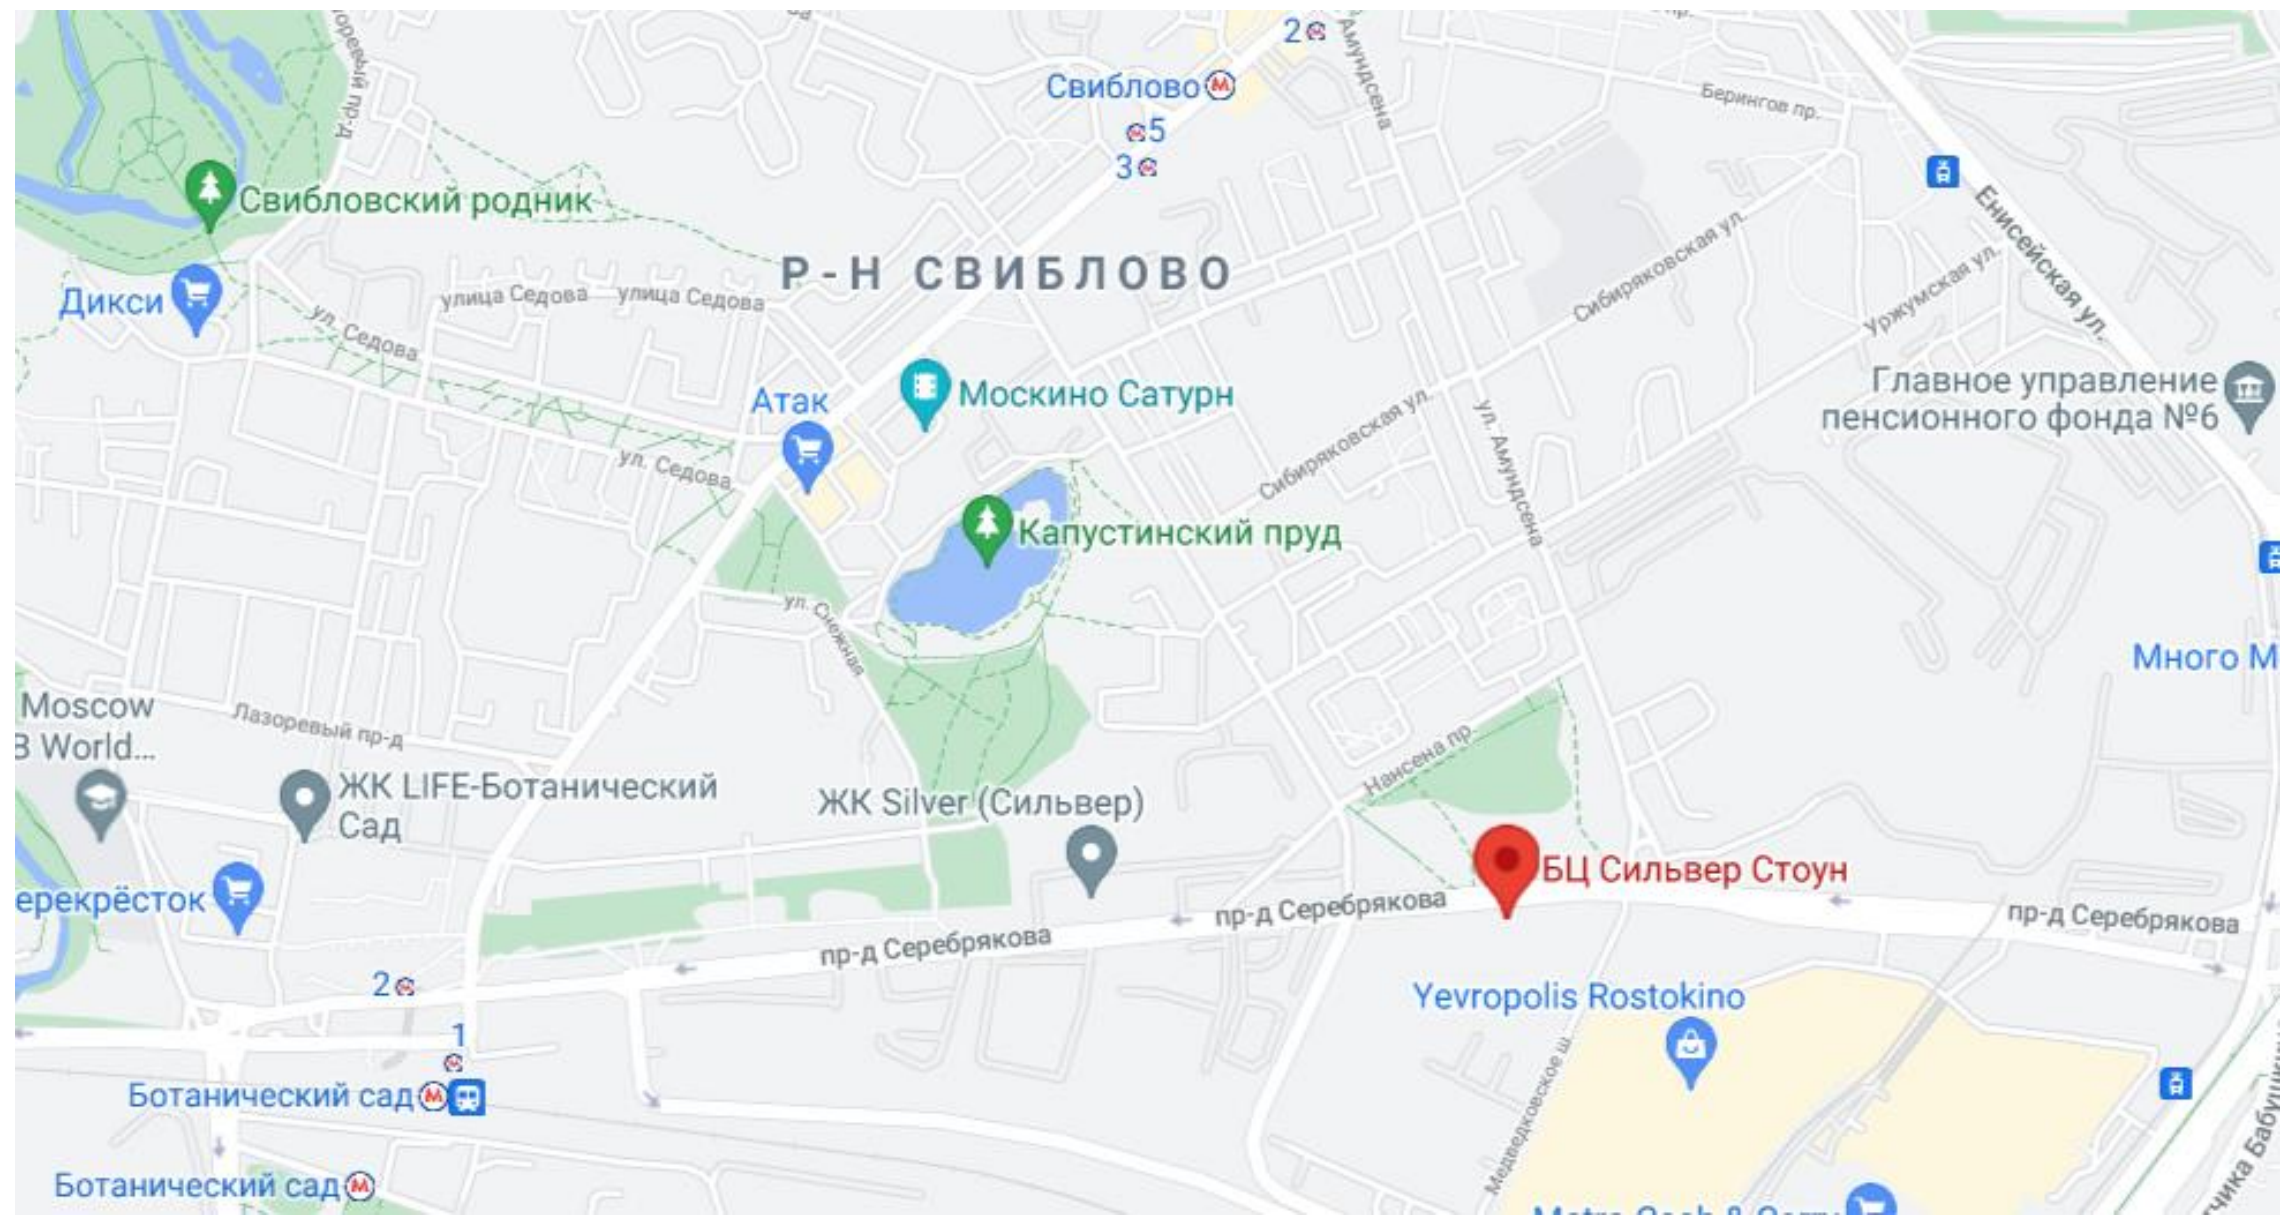 2
Амундсена
Свиблово
5
3
Берингов пр.
Свибловский родник
Енисейская ул.
Р-Н СВИБЛОВО
Дикси
улица Седова
улица Седова
Сибиряковская ул.
Уржумская ул.
ул. Седова
Главное управление
пенсионного фонда №6
Атак
Москино Сатурн
Сибиряковская ул.
ул. Амундсена
ул. Седова
Капустинский пруд
ул. Снежная
Много М
Moscow
World...
Лазоревый пр-д
Нансена пр.
ЖК LIFE-Ботанический
Сад
ЖК Silver (Сильвер)
БЦ Сильвер Стоун
ерекрёсток
пр-д Серебрякова
пр-д Серебрякова
пр-д Серебрякова
2
Yevropolis Rostokino
1
Медведковское ш.
Ботанический сад
Ботанический сад